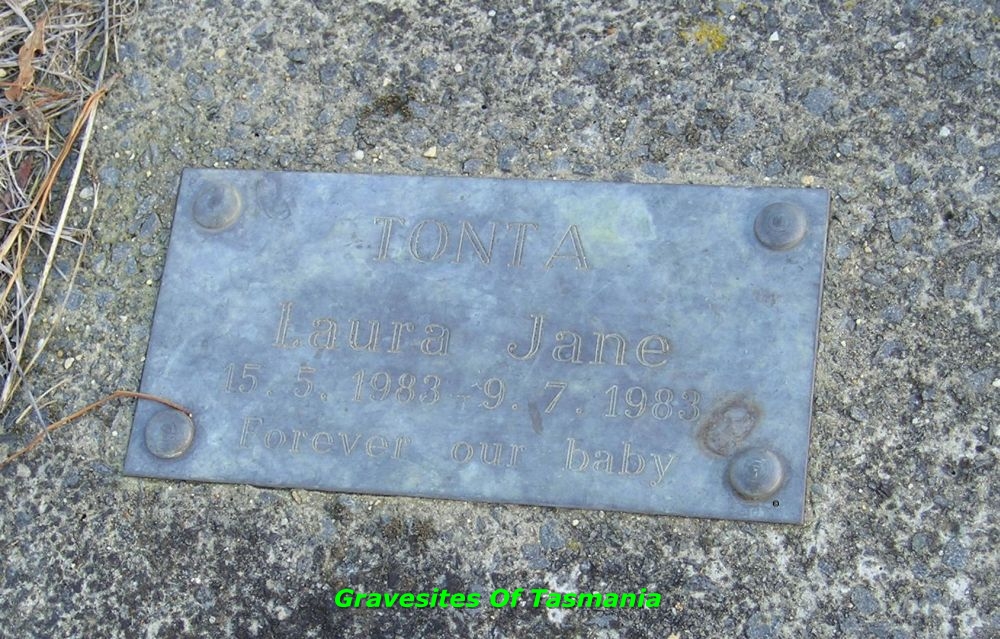 TONTA
Laura Jane
15. 5. 1983 - 9. 7. 1983
Forever our baby
Gravesites Of Tasmania